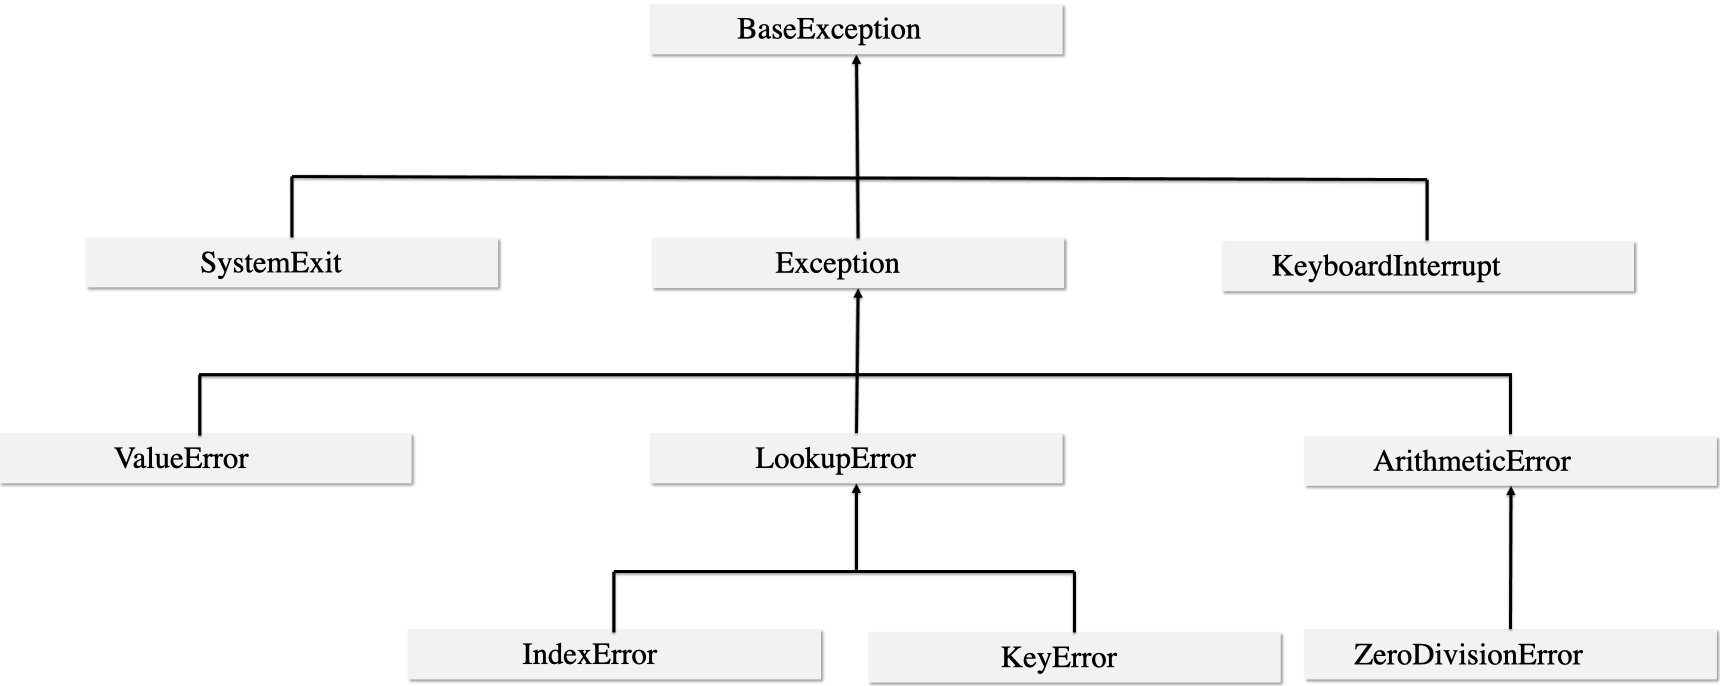 BaseException
SystemExit
Exception
KeyboardInterrupt
ValueError
LookupError
ArithmeticError
IndexError
KeyError
ZeroDivisionError